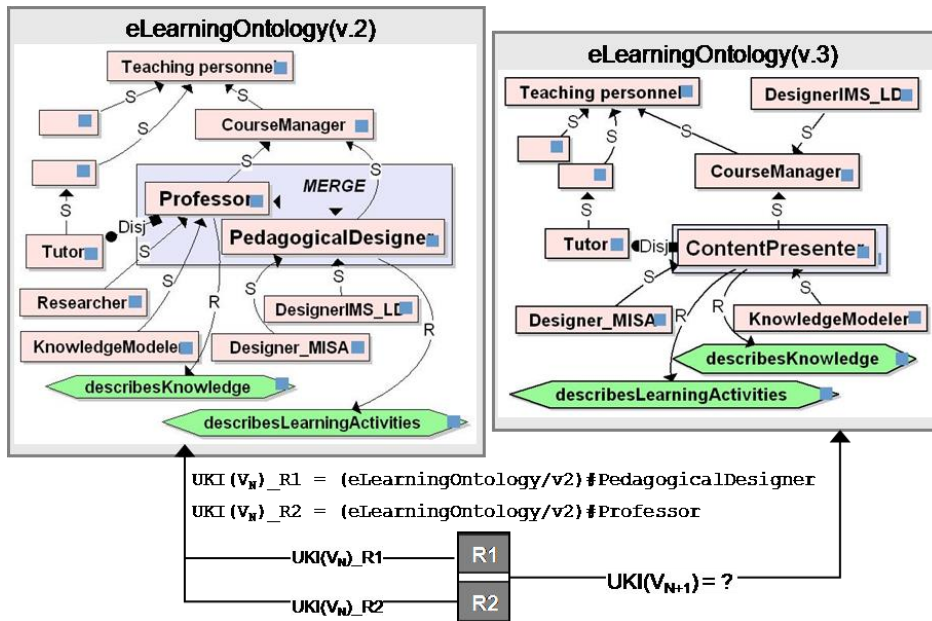 eLearningOntology(v.2)
Teaching personnel
S
S
S
CourseManager
S
S
S
MERGE
Professor
Disj
PedagogicalDesigner
Tutor
S
S
S
S
R
R
Researcher
DesignerIMS_LD
KnowledgeModeler
Designer_MISA
describesKnowledge
describesLearningActivities
eLearningOntology(v.3)
Teaching personnel
DesignerIMS_LD
S
S
S
S
CourseManager
S
S
Tutor
Disj
ContentPresenter
S
S
R
R
Designer_MISA
KnowledgeModeler
describesKnowledge
describesLearningActivities
UKI(VN)_R1 = (eLearningOntology/v2)#PedagogicalDesigner
UKI(VN)_R2 = (eLearningOntology/v2)#Professor
UKI(VN)_R1
R1
UKI(VN+1) = ?
UKI(VN)_R2
R2